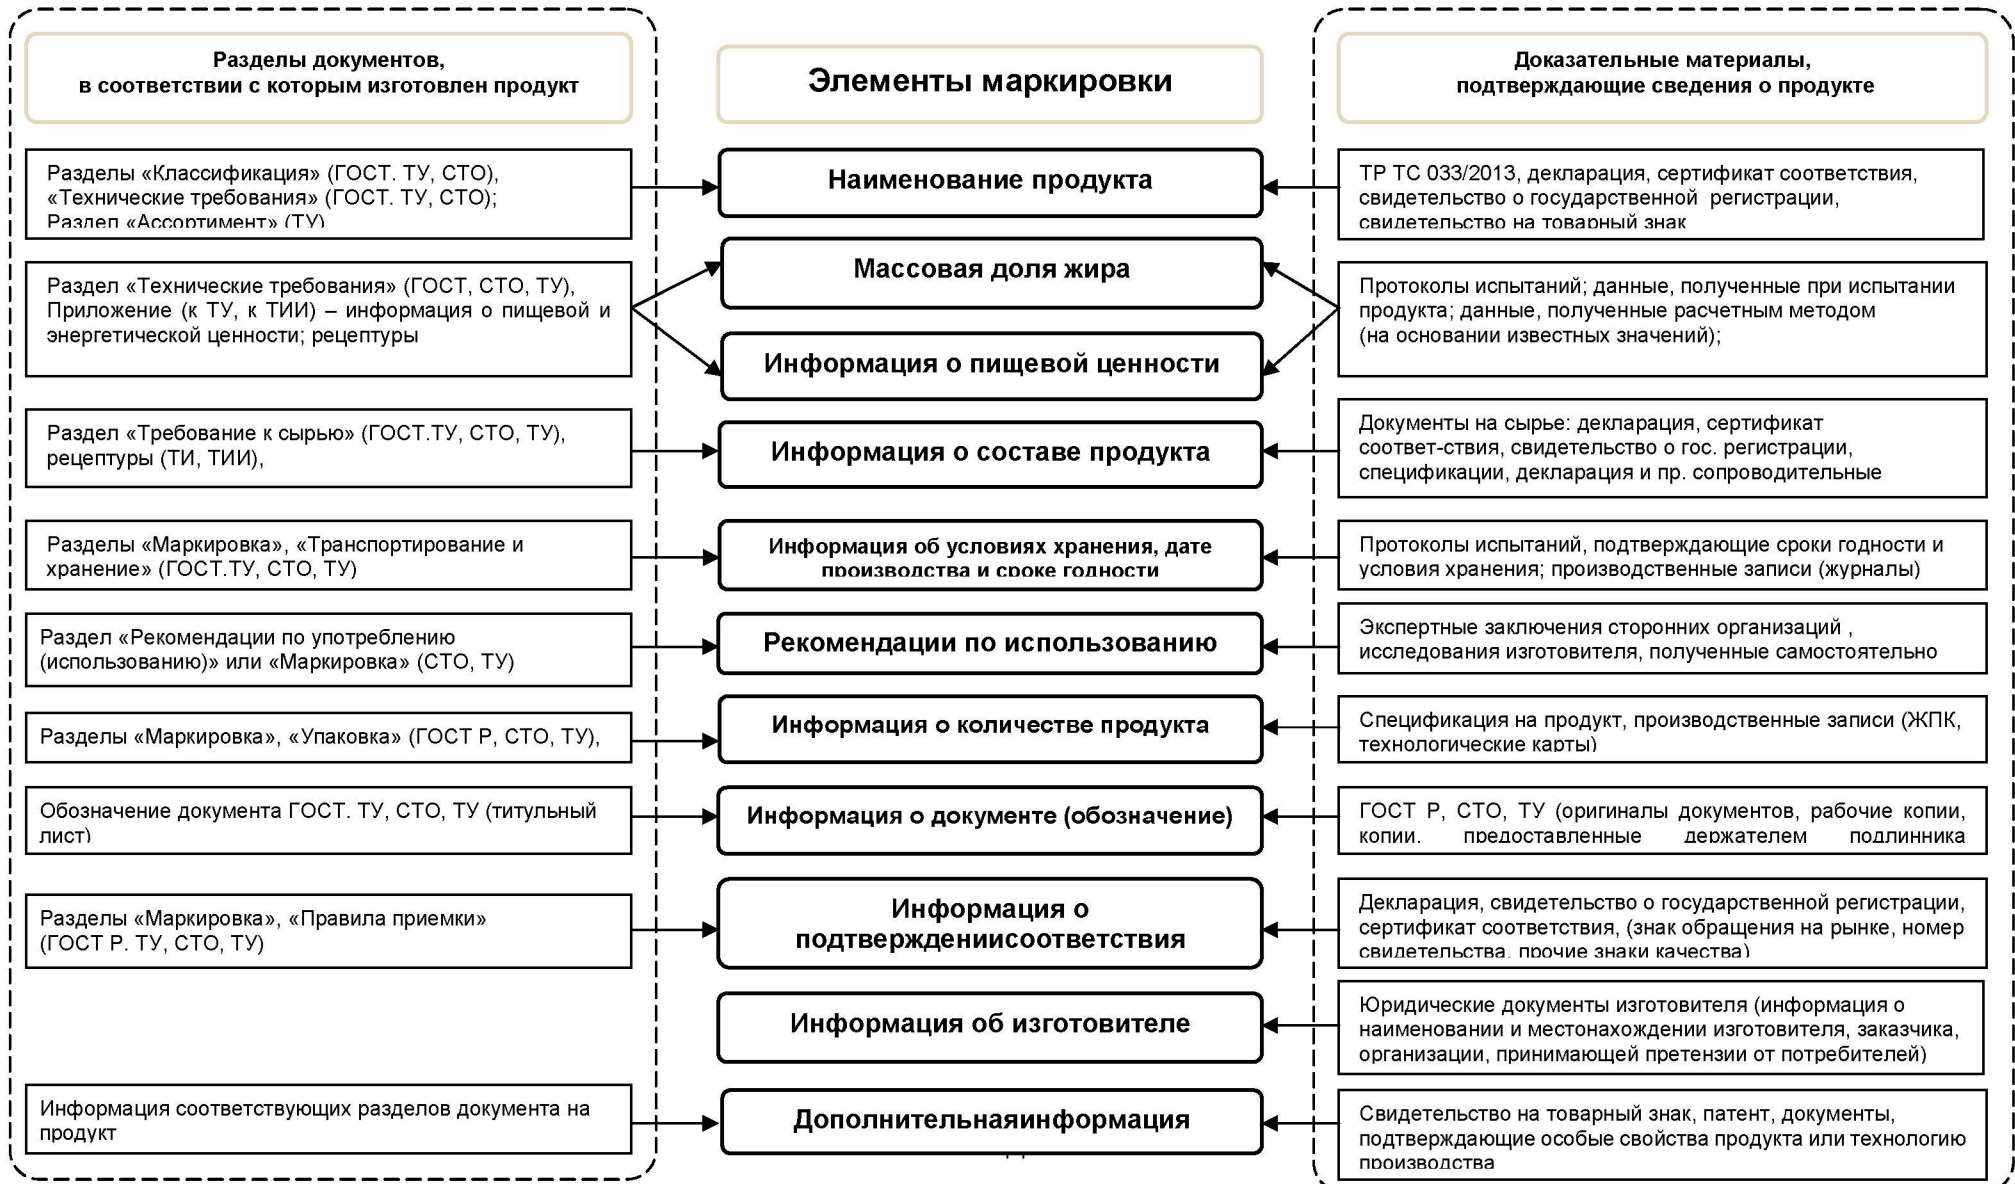 Разделы документов,
в соответствии с которым изготовлен продукт
Элементы маркировки
Доказательные материалы,
подтверждающие сведения о продукте
Разделы «Классификация» (ГОСТ. ТУ, СТО),
«Технические требования» (ГОСТ. ТУ, СТО);
Раздел «Ассортимент» (ТУ)
Наименование продукта
ТР ТС 033/2013, декларация, сертификат соответствия,
свидетельство о государственной регистрации,
свидетельство на товарный знак
Раздел «Технические требования» (ГОСТ, СТО, ТУ),
Приложение (к ТУ, к ТИИ) – информация о пищевой и
энергетической ценности; рецептуры
Массовая доля жира
Информация о пищевой ценности
Протоколы испытаний; данные, полученные при испытании
продукта; данные, полученные расчетным методом
(на основании известных значений);
Раздел «Требование к сырью» (ГОСТ.ТУ, СТО, ТУ),
рецептуры (ТИ, ТИИ),
Информация о составе продукта
Документы на сырье: декларация, сертификат
соответ-ствия, свидетельство о гос. регистрации,
спецификации, декларация и пр. сопроводительные
Разделы «Маркировка», «Транспортирование и
хранение» (ГОСТ.ТУ, СТО, ТУ)
Информация об условиях хранения, дате
производства и сроке годности
Протоколы испытаний, подтверждающие сроки годности и
условия хранения; производственные записи (журналы)
Раздел «Рекомендации по употреблению
(использованию)» или «Маркировка» (СТО, ТУ)
Рекомендации по использованию
Экспертные заключения сторонних организаций ,
исследования изготовителя, полученные самостоятельно
Разделы «Маркировка», «Упаковка» (ГОСТ Р, СТО, ТУ),
Информация о количестве продукта
Спецификация на продукт, производственные записи (ЖПК,
технологические карты)
Обозначение документа ГОСТ. ТУ, СТО, ТУ (титульный
лист)
Информация о документе (обозначение)
ГОСТ Р, СТО, ТУ (оригиналы документов, рабочие копии,
копии, предоставленные держателем подлинника
Разделы «Маркировка», «Правила приемки»
(ГОСТ Р. ТУ, СТО, ТУ)
Информация о
подтверждениисоответствия
Декларация, свидетельство о государственной регистрации,
сертификат соответствия, (знак обращения на рынке, номер
свидетельства, прочие знаки качества)
Информация об изготовителе
Юридические документы изготовителя (информация о
наименовании и местонахождении изготовителя, заказчика,
организации, принимающей претензии от потребителей)
Информация соответствующих разделов документа на
продукт
Дополнительнаяинформация
Свидетельство на товарный знак, патент, документы,
подтверждающие особые свойства продукта или технологию
производства